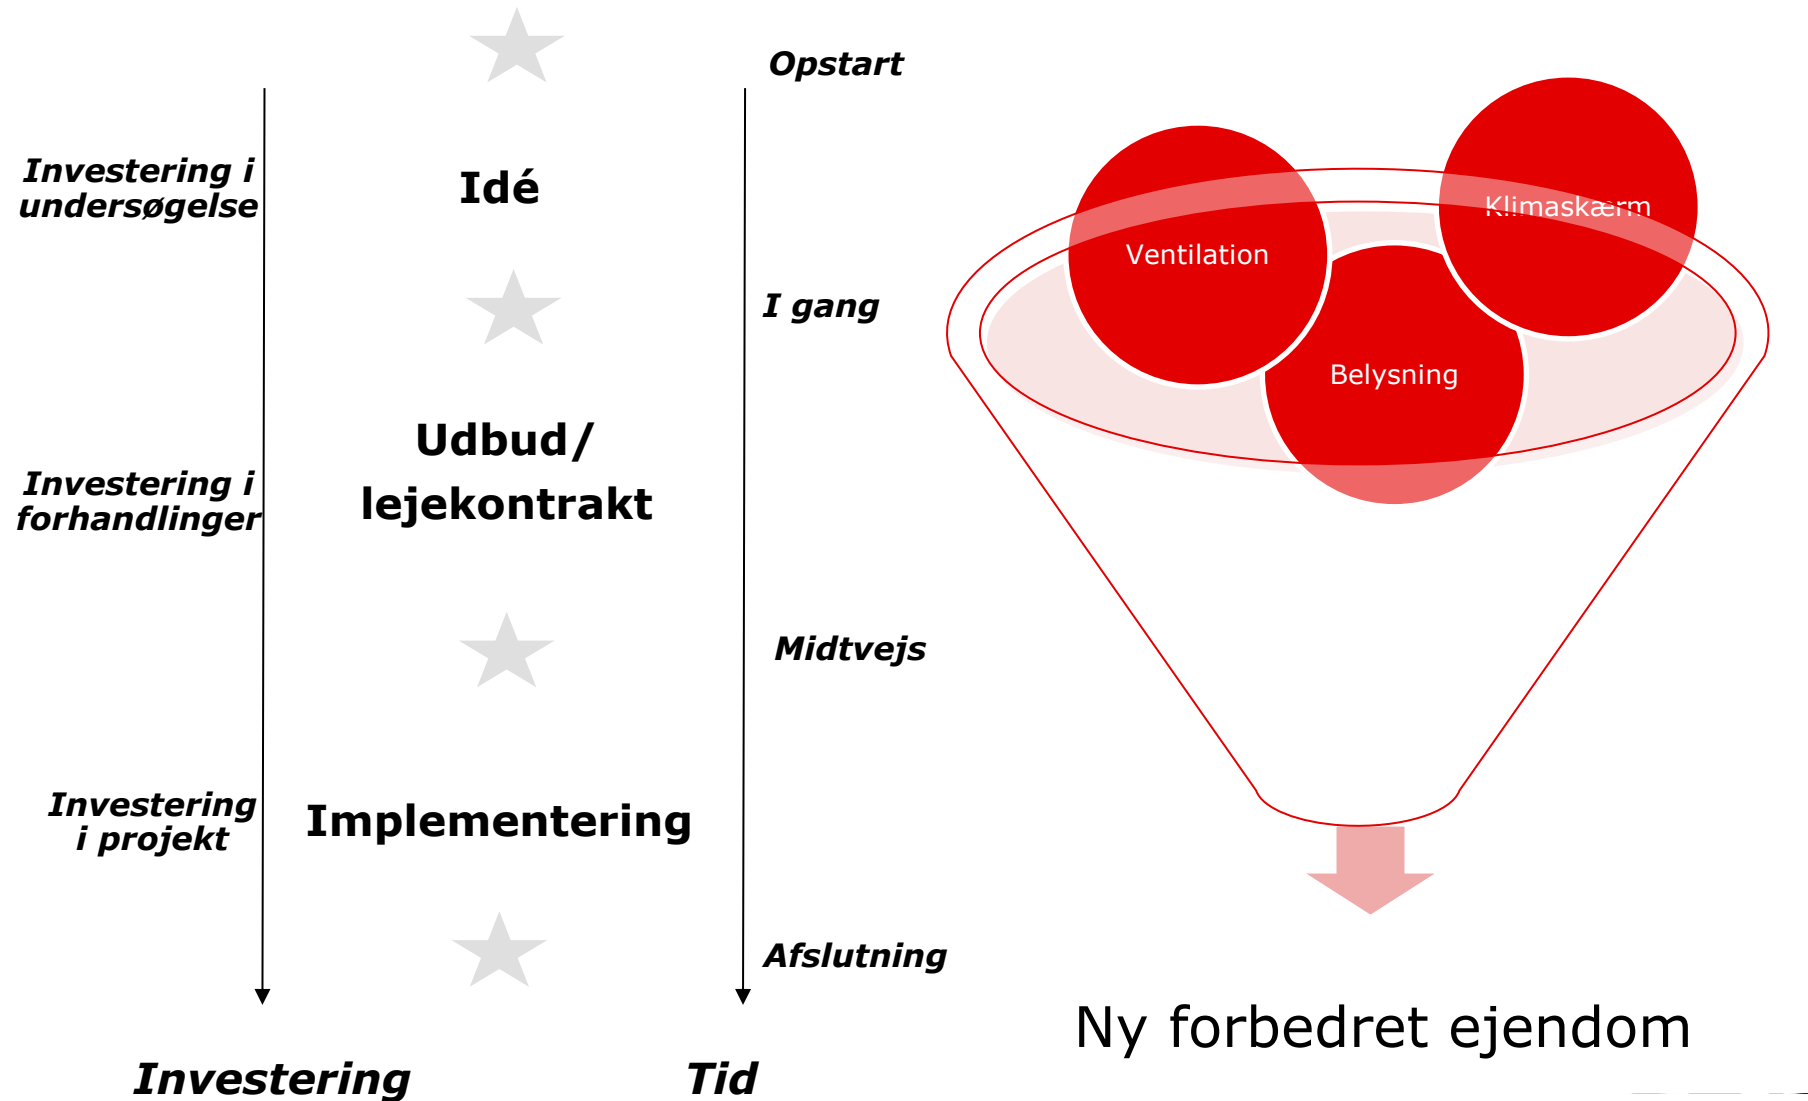 Opstart
Investering i
undersøgelse
Idé
I gang
Udbud/
lejekontrakt
Investering i
forhandlinger
Midtvejs
Investering
i projekt
Implementering
Afslutning
Investering
Tid
Ventilation
Klimaskærm
Belysning
Ny forbedret ejendom